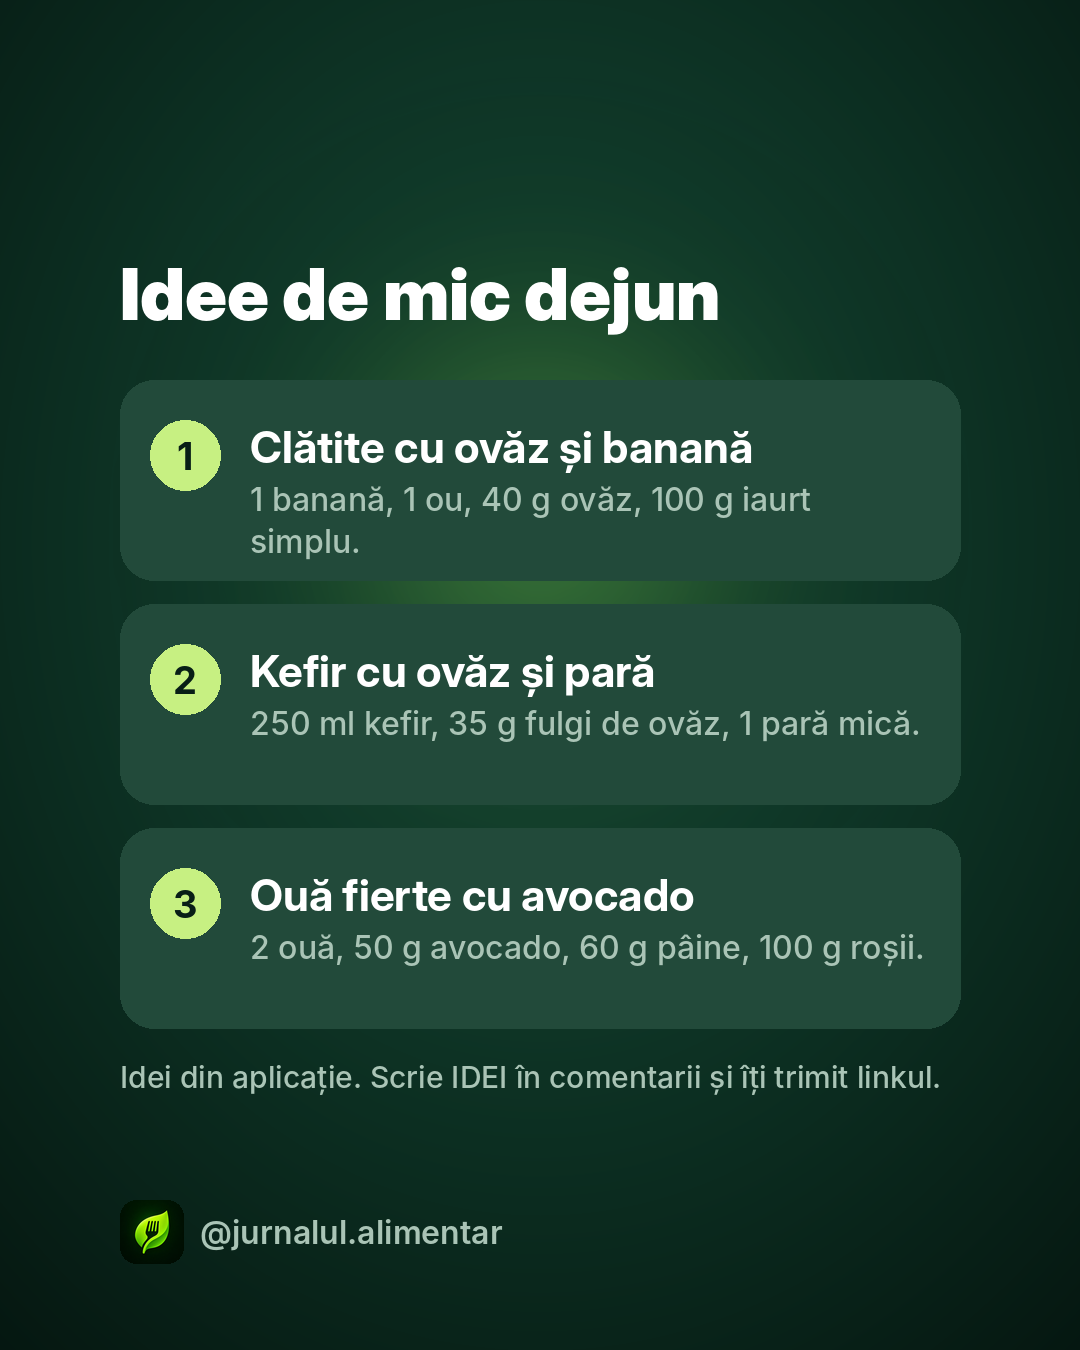 Idee de mic dejun
1
Clătite cu ovăz și banană
1 banană, 1 ou, 40 g ovăz, 100 g iaurt
simplu.
2
Kefir cu ovăz și pară
250 ml kefir, 35 g fulgi de ovăz, 1 pară mică.
3
Ouă fierte cu avocado
2 ouă, 50 g avocado, 60 g pâine, 100 g roșii.
Idei din aplicație. Scrie IDEI în comentarii și îți trimit linkul.
@jurnalul.alimentar